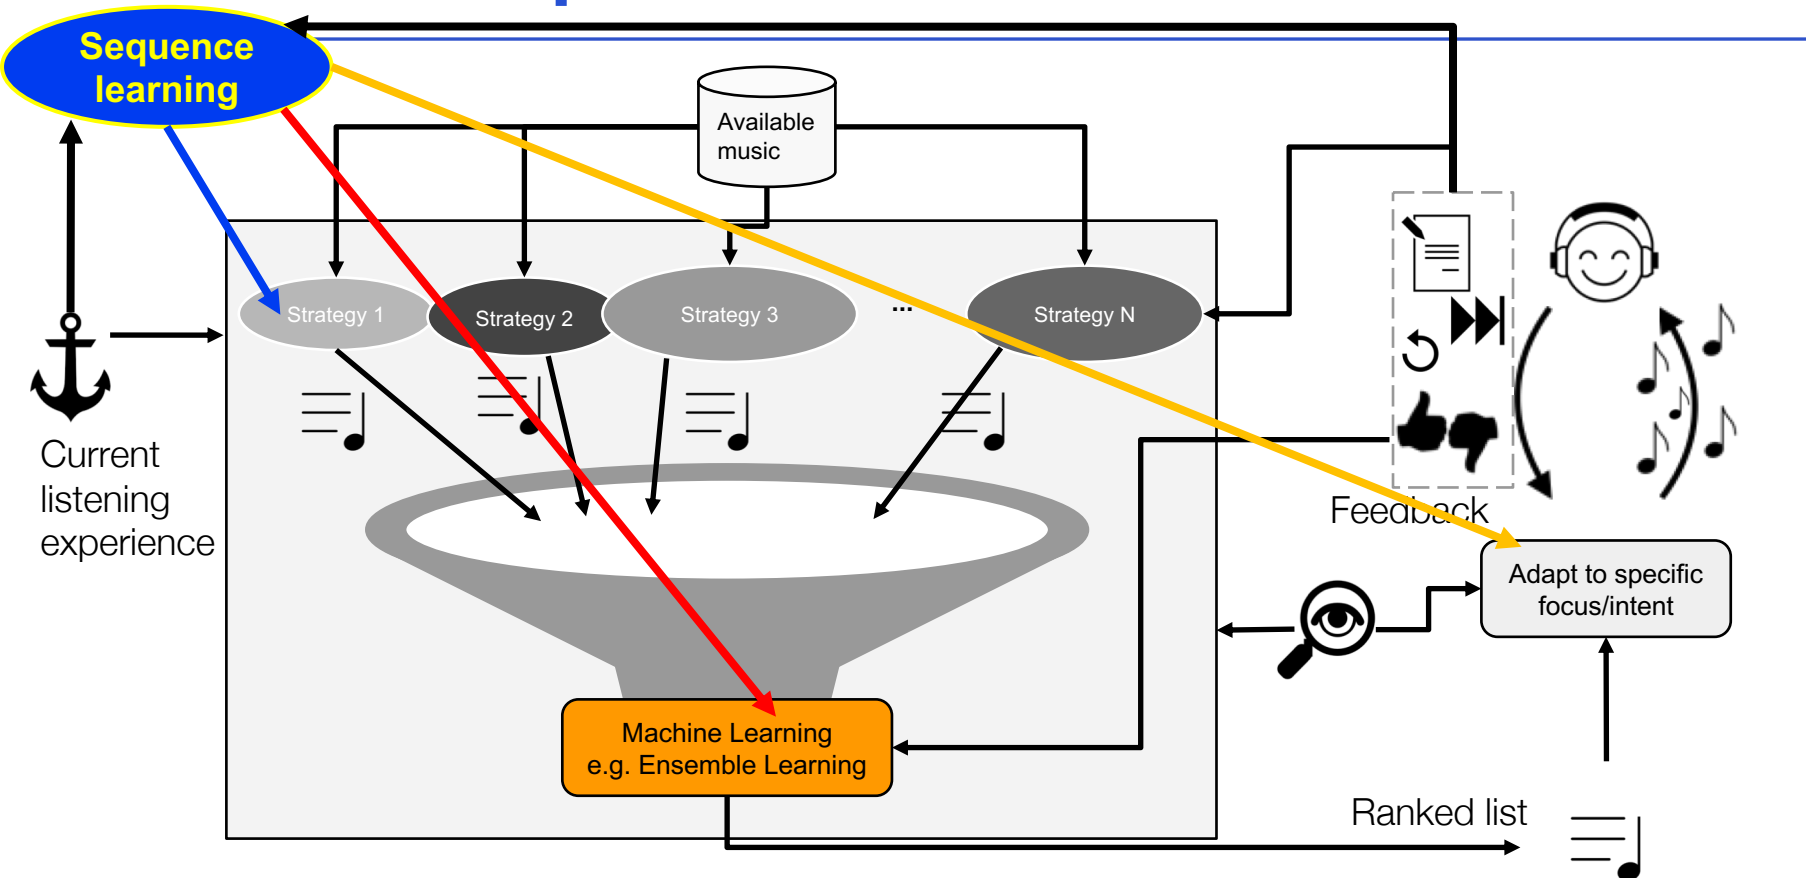 Sequence
learning
Available
music
Strategy 1
Strategy 2
Strategy 3
...
Strategy N
Current
listening
experience
Feedback
Adapt to specific
focus/intent
Machine Learning
e.g. Ensemble Learning
Ranked list